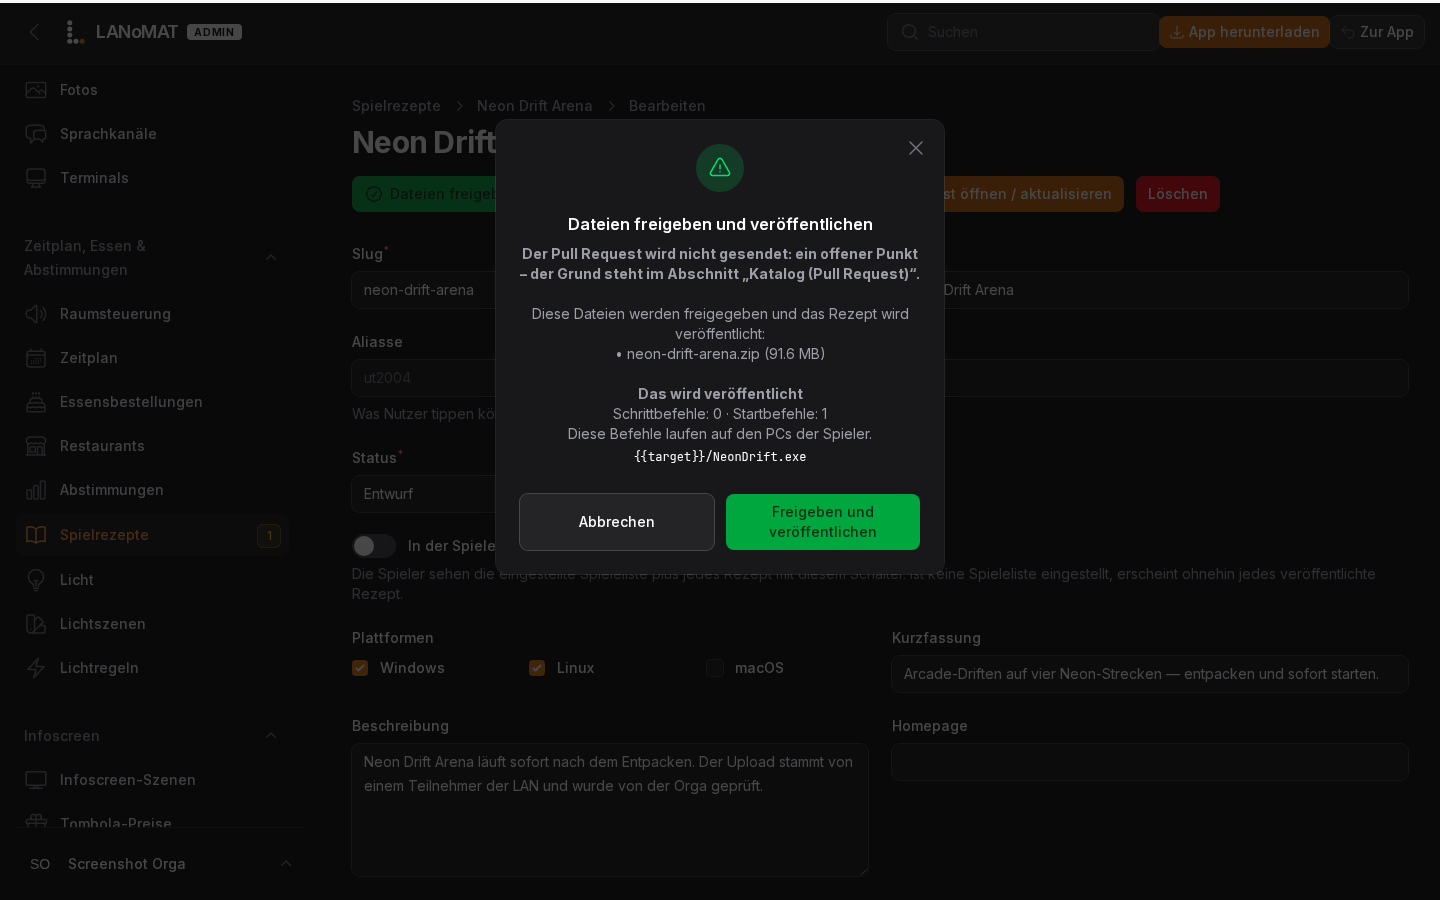 LANoMAT ADMIN
Suchen
App herunterladen
Zur App
Fotos
Sprachkanäle
Terminals
Zeitplan, Essen &
Abstimmungen
Raumsteuerung
Zeitplan
Essensbestellungen
Restaurants
Abstimmungen
Spielrezepte 1
Licht
Lichtszenen
Lichtregeln
Infoscreen
Infoscreen-Szenen
Tombola-Preise
SO Screenshot Orga
Spielrezepte > Neon Drift Arena > Bearbeiten
Neon Drift
Dateien freigeb
st öffnen / aktualisieren
Löschen
Slug*
neon-drift-arena
Drift Arena
Aliasse
ut2004
Was Nutzer tippen kö
Status*
Entwurf
In der Spiele
Die Spieler sehen die eingestellte Spieleliste plus jedes Rezept mit diesem Schalter. Ist keine Spieleliste eingestellt, erscheint ohnehin jedes veröffentlichte
Rezept.
Plattformen
Windows
Linux
macOS
Kurzfassung
Arcade-Driften auf vier Neon-Strecken — entpacken und sofort starten.
Beschreibung
Neon Drift Arena läuft sofort nach dem Entpacken. Der Upload stammt von
einem Teilnehmer der LAN und wurde von der Orga geprüft.
Homepage
Dateien freigeben und veröffentlichen
Der Pull Request wird nicht gesendet: ein offener Punkt
– der Grund steht im Abschnitt „Katalog (Pull Request)“.
Diese Dateien werden freigegeben und das Rezept wird
veröffentlicht:
• neon-drift-arena.zip (91.6 MB)
Das wird veröffentlicht
Schrittbefehle: 0 · Startbefehle: 1
Diese Befehle laufen auf den PCs der Spieler.
{{target}}/NeonDrift.exe
Abbrechen
Freigeben und
veröffentlichen